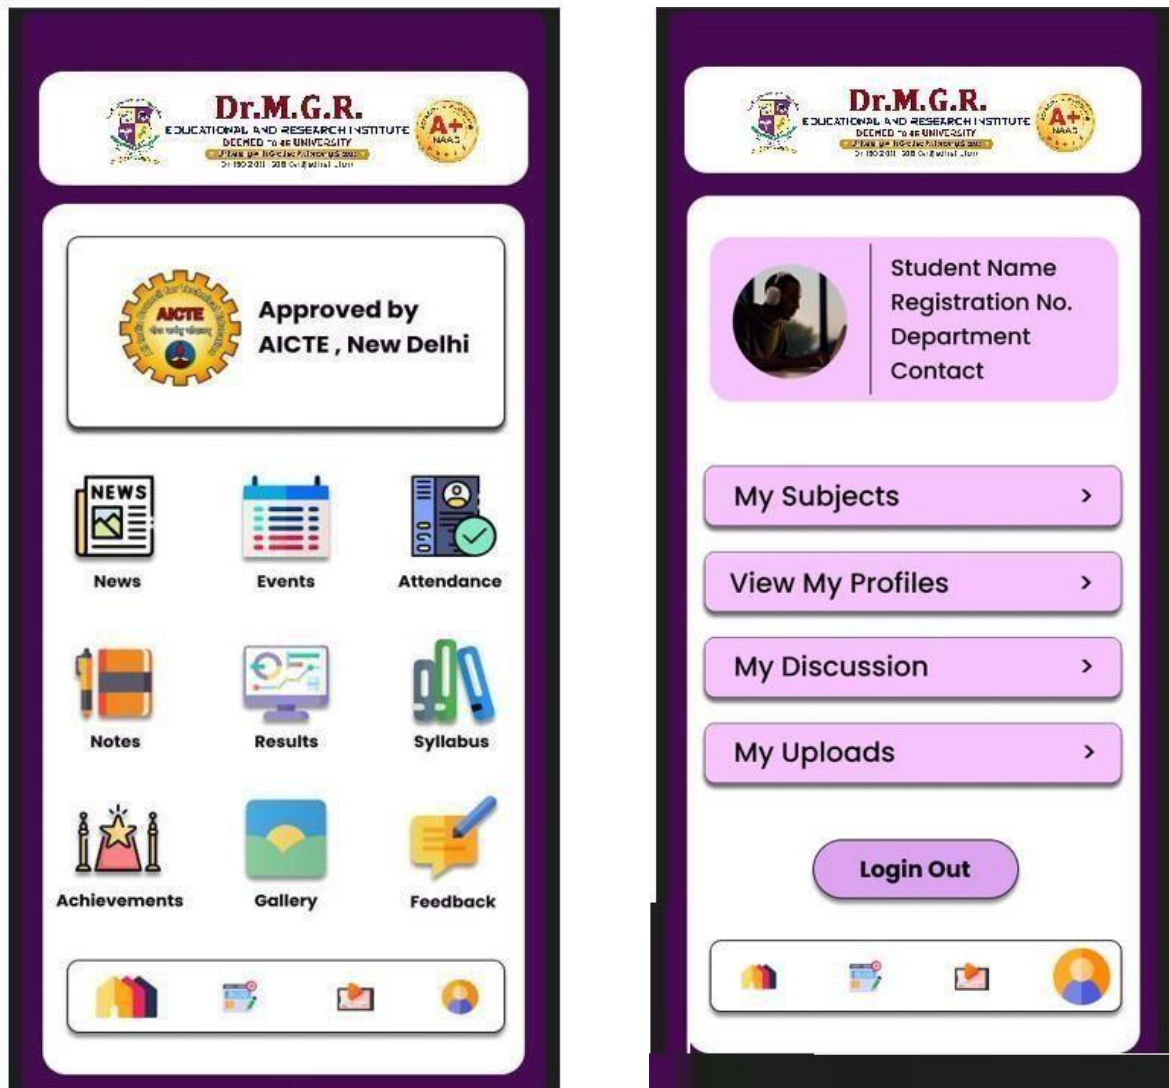 Dr.M.G.R.
EDUCATIONAL AND RESEARCH INSTITUTE
DEEMED TO BE UNIVERSITY
A+
NAAC
AICTE
Approved by
AICTE , New Delhi
NEWS
News
Events
Attendance
Notes
Results
Syllabus
Achievements
Gallery
Feedback
Dr.M.G.R.
EDUCATIONAL AND RESEARCH INSTITUTE
DEEMED TO BE UNIVERSITY
A+
NAAC
Student Name
Registration No.
Department
Contact
My Subjects >
View My Profiles >
My Discussion >
My Uploads >
Login Out